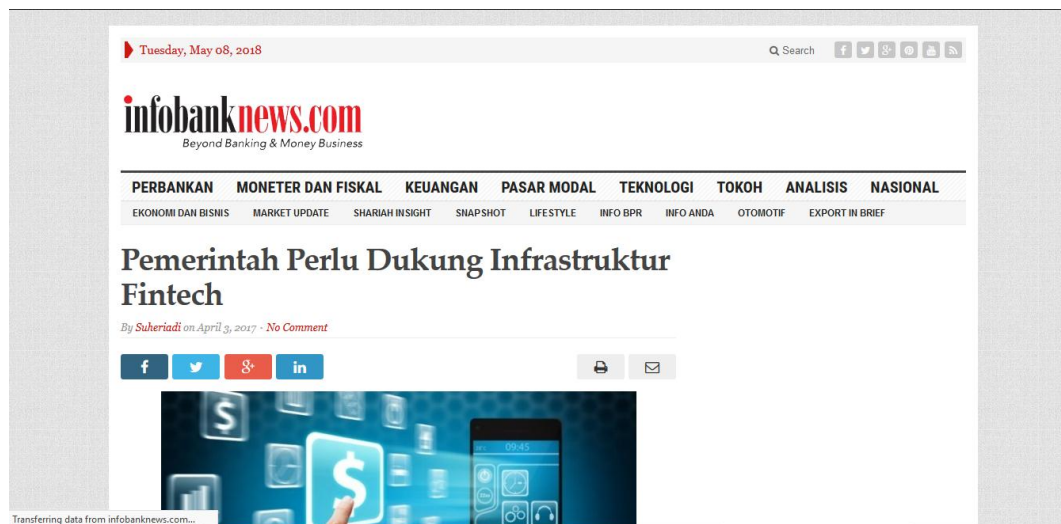 Tuesday, May 08, 2018
Search
infobanknews.com
Beyond Banking & Money Business
PERBANKAN MONETER DAN FISKAL KEUANGAN PASAR MODAL TEKNOLOGI TOKOH ANALISIS NASIONAL
EKONOMI DAN BISNIS MARKET UPDATE SHARIAH INSIGHT SNAPSHOT LIFESTYLE INFO BPR INFO ANDA OTOMOTIF EXPORT IN BRIEF
Pemerintah Perlu Dukung Infrastruktur
Fintech
By Suheriadi on April 3, 2017 - No Comment
09:45
Transferring data from infobanknews.com...